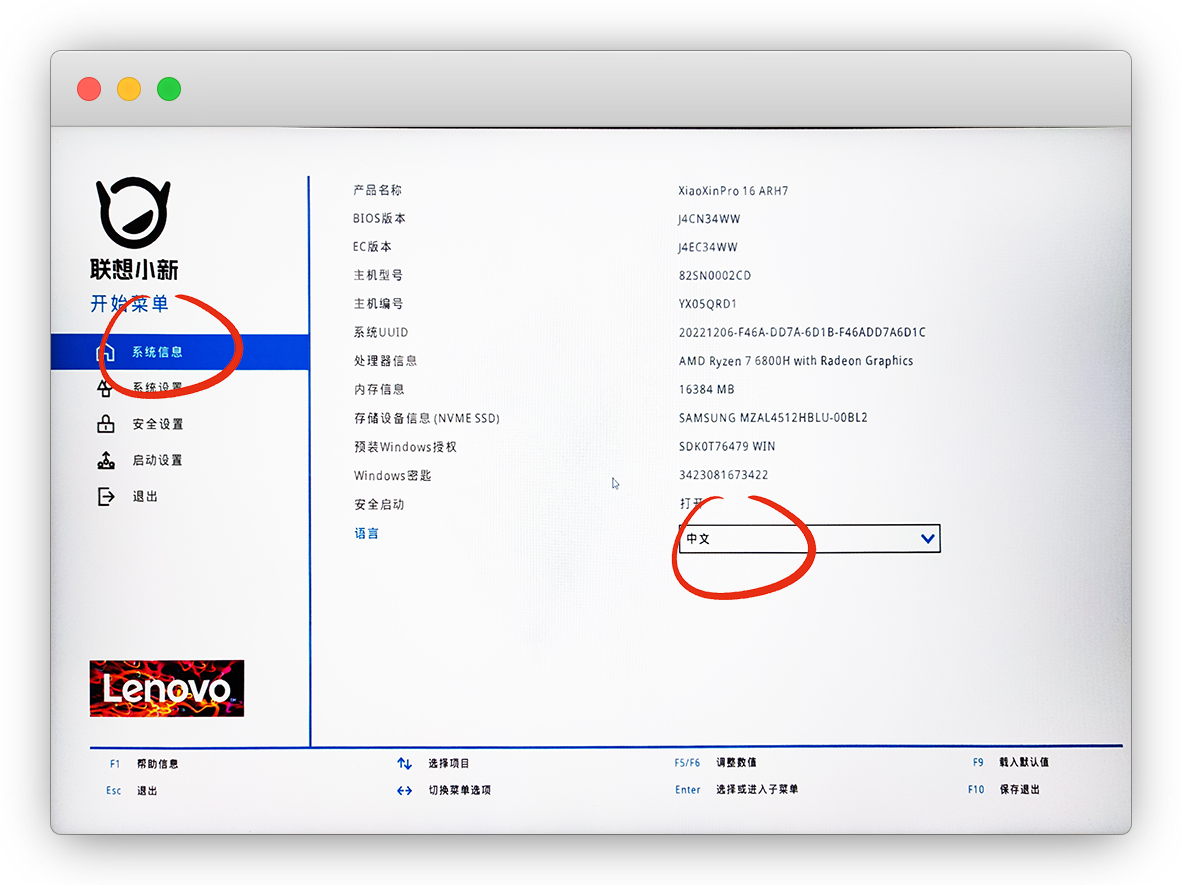 联想小新
开始菜单
系统信息
系统设置
安全设置
启动设置
退出
产品名称 XiaoXinPro 16 ARH7
BIOS版本 J4CN34WW
EC版本 J4EC34WW
主机型号 82SN0002CD
主机编号 YX05QRD1
系统UUID 20221206-F46A-DD7A-6D1B-F46ADD7A6D1C
处理器信息 AMD Ryzen 7 6800H with Radeon Graphics
内存信息 16384 MB
存储设备信息 (NVME SSD) SAMSUNG MZAL4512HBLU-00BL2
预装Windows授权 SDK0T76479 WIN
Windows密匙 3423081673422
安全启动 打开
语言 中文
Lenovo
F1 帮助信息 选择项目 F5/F6 调整数值 F9 载入默认值
Esc 退出 切换菜单选项 Enter 选择或进入子菜单 F10 保存退出